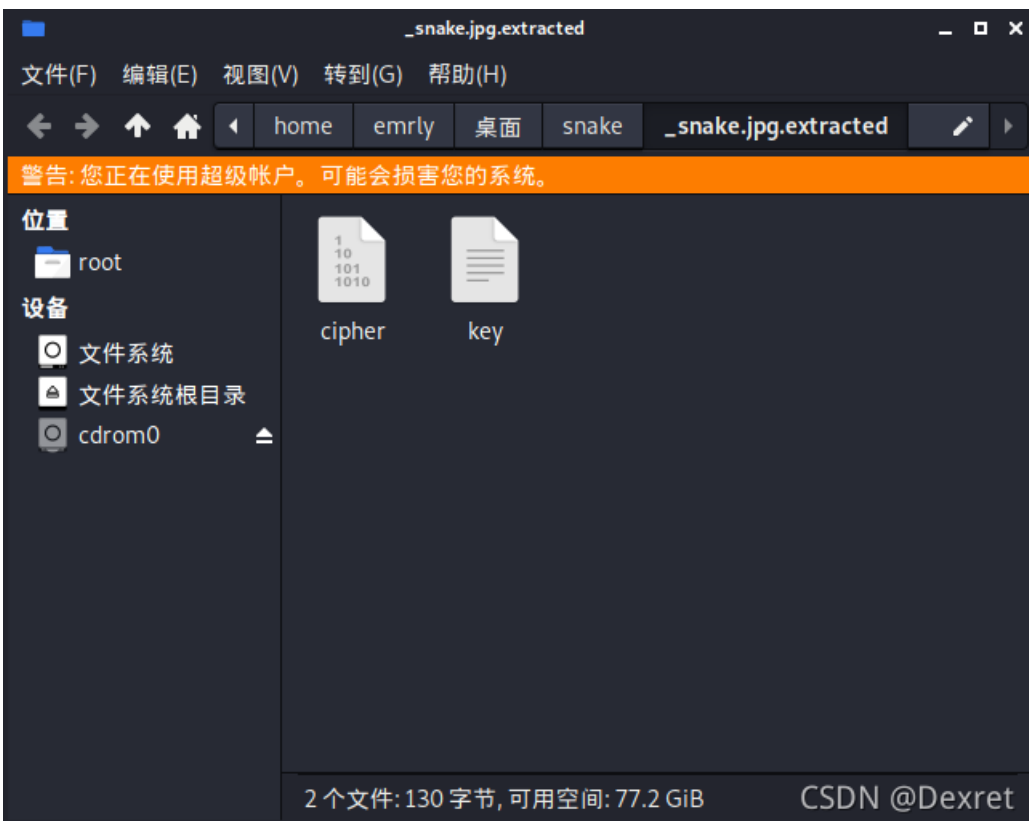 _snake.jpg.extracted
文件(F) 编辑(E) 视图(V) 转到(G) 帮助(H)
home emrly 桌面 snake _snake.jpg.extracted
警告: 您正在使用超级帐户。可能会损害您的系统。
位置
root
设备
文件系统
文件系统根目录
cdrom0
1
10
101
1010
cipher key
2 个文件: 130 字节, 可用空间: 77.2 GiB
CSDN @Dexret